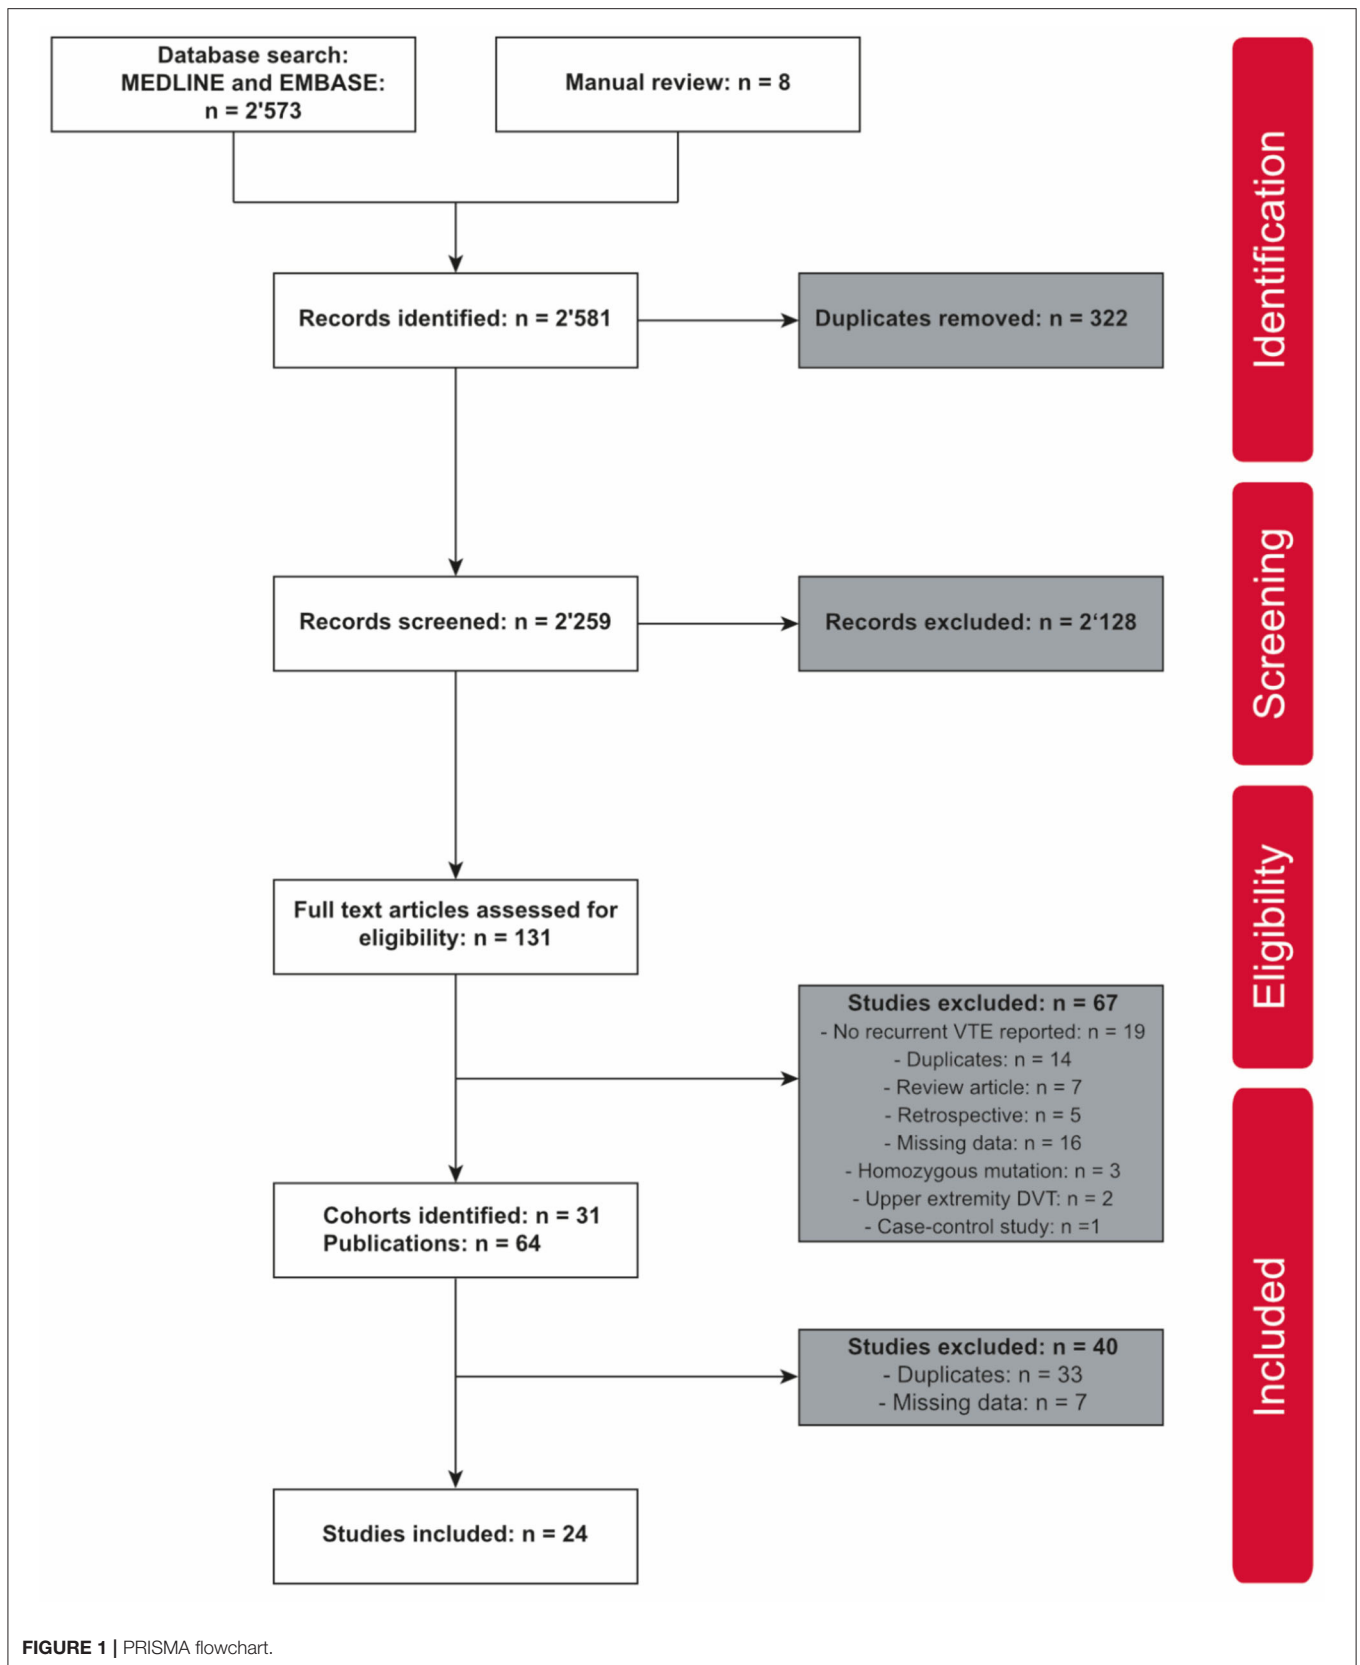 Database search:
MEDLINE and EMBASE:
n = 2'573
Manual review: n = 8
Identification
Records identified: n = 2'581
Duplicates removed: n = 322
Screening
Records screened: n = 2'259
Records excluded: n = 2‘128
Eligibility
Full text articles assessed for
eligibility: n = 131
Studies excluded: n = 67
- No recurrent VTE reported: n = 19
- Duplicates: n = 14
- Review article: n = 7
- Retrospective: n = 5
- Missing data: n = 16
- Homozygous mutation: n = 3
- Upper extremity DVT: n = 2
- Case-control study: n =1
Included
Cohorts identified: n = 31
Publications: n = 64
Studies excluded: n = 40
- Duplicates: n = 33
- Missing data: n = 7
Studies included: n = 24
FIGURE 1 | PRISMA flowchart.